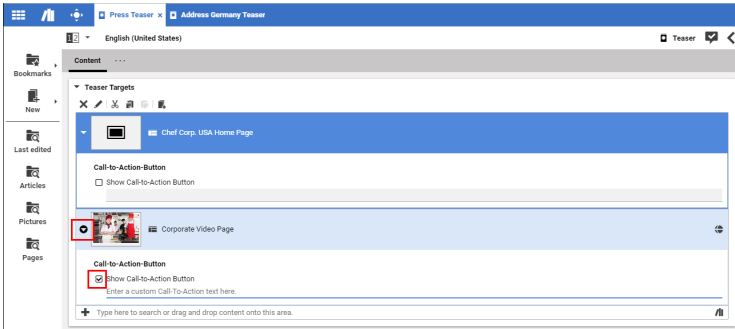 Press Teaser ×
Address Germany Teaser
12
English (United States)
Teaser
Content ...
Bookmarks
New
Last edited
Articles
Pictures
Pages
Teaser Targets
Chef Corp. USA Home Page
Call-to-Action-Button
Show Call-to-Action Button
Corporate Video Page
Call-to-Action-Button
Show Call-to-Action Button
Enter a custom Call-To-Action text here.
Type here to search or drag and drop content onto this area.